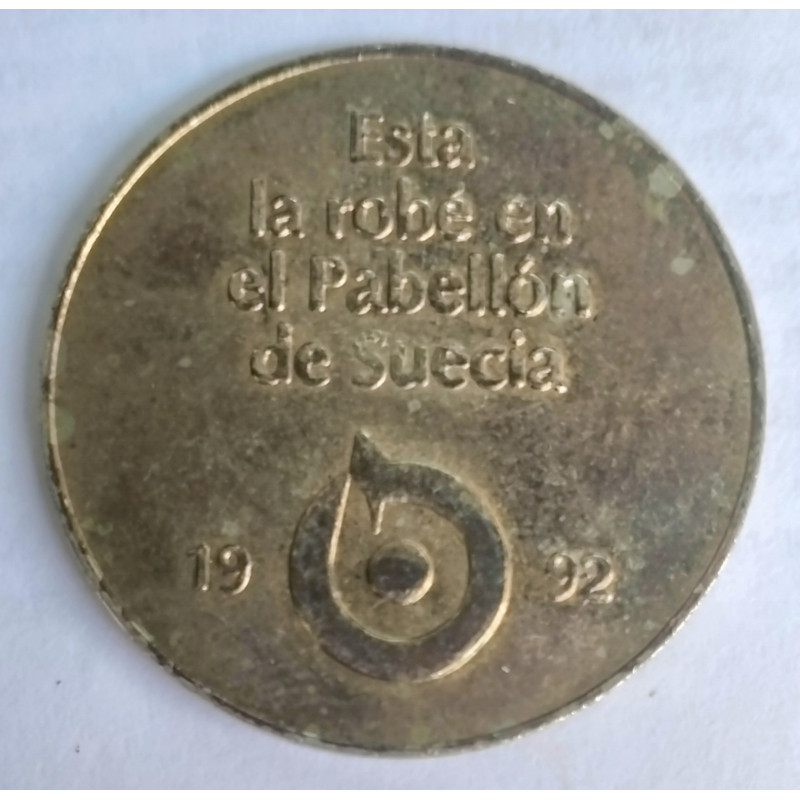 Esta
la robé en
el Pabellón
de Suecia
19 92